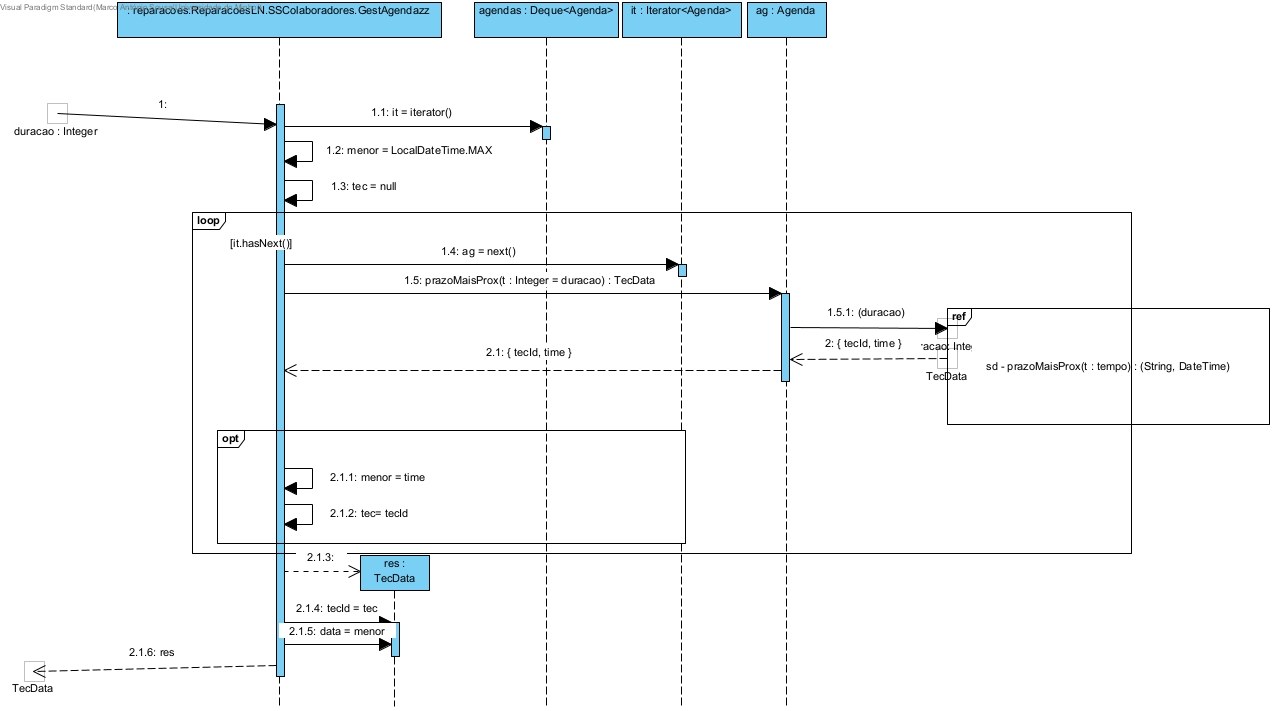 Visual Paradigm Standard(Marco
: reparacoes.ReparacoesLN.SSColaboradores.GestAgendazz
agendas : Deque<Agenda>
it : Iterator<Agenda>
ag : Agenda
1:
duracao : Integer
1.1: it = iterator()
1.2: menor = LocalDateTime.MAX
1.3: tec = null
loop
[it.hasNext()]
1.4: ag = next()
1.5: prazoMaisProx(t : Integer = duracao) : TecData
1.5.1: (duracao)
ref
2: { tecId, time }
racao: Inte
2.1: { tecId, time }
sd - prazoMaisProx(t : tempo) : (String, DateTime)
TecData
opt
2.1.1: menor = time
2.1.2: tec= tecId
2.1.3:
res :
TecData
2.1.4: tecId = tec
2.1.5: data = menor
2.1.6: res
TecData